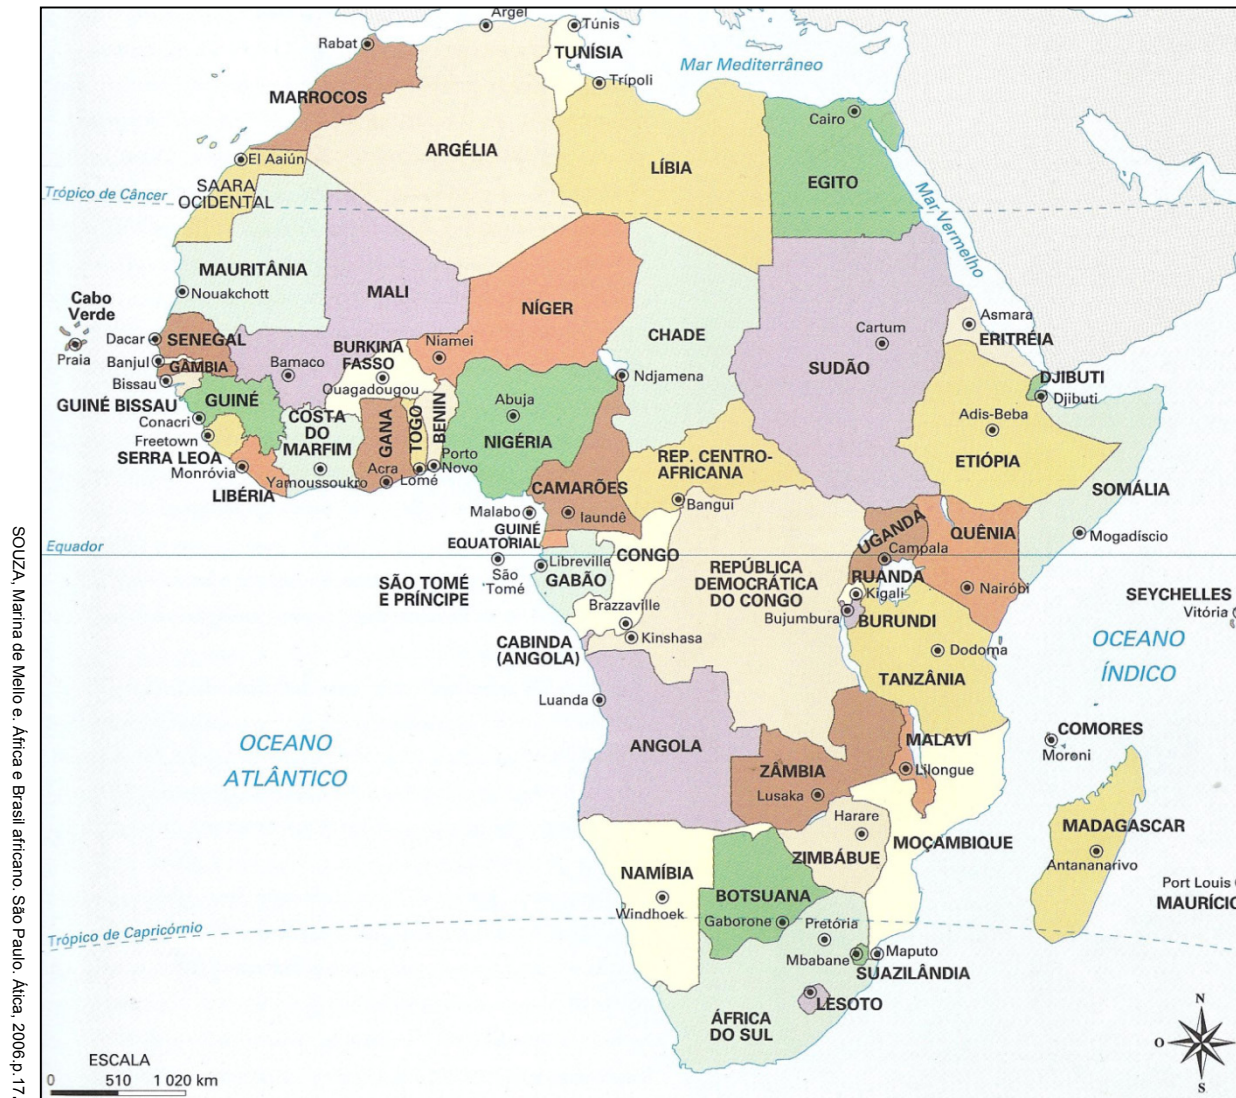 Argel
Túnis
Rabat
TUNÍSIA
Mar Mediterrâneo
Trípoli
MARROCOS
Cairo
ARGÉLIA
El Aaiún
LÍBIA
SAARA
OCIDENTAL
EGITO
Trópico de Câncer
Mar Vermelho
MAURITÂNIA
Nouakchott
MALI
NÍGER
Cabo
Verde
Praia
Dacar
SENEGAL
Banjul
GÂMBIA
Bissau
GUINÉ BISSAU
Bamaco
BURKINA
FASSO
Ouagadougou
Niamei
CHADE
Ndjamena
Cartum
SUDÃO
Asmara
ERITRÉIA
DJIBUTI
Djibuti
GUINÉ
Conacri
Freetown
SERRA LEOA
Monróvia
LIBÉRIA
COSTA
DO
MARFIM
Yamoussoukro
GANA
Acra
TOGO
Lomé
BENIN
Porto
Novo
Abuja
NIGÉRIA
REP. CENTRO-
AFRICANA
Bangui
Adis-Beba
ETIÓPIA
SOMÁLIA
Mogadíscio
CAMARÕES
Iaundê
Malabo
GUINÉ
EQUATORIAL
Equador
São
Tomé
SÃO TOMÉ
E PRÍNCIPE
Libreville
GABÃO
CONGO
Brazzaville
Kinshasa
REPÚBLICA
DEMOCRÁTICA
DO CONGO
UGANDA
Campala
QUÊNIA
Nairóbi
RUANDA
Kigali
Bujumbura
BURUNDI
SEYCHELLES
Vitória
CABINDA
(ANGOLA)
Dodoma
TANZÂNIA
OCEANO
ÍNDICO
Luanda
ANGOLA
OCEANO
ATLÂNTICO
ZÂMBIA
Lusaka
MALAVI
Lilongue
COMORES
Moroni
Harare
ZIMBÁBUE
MOÇAMBIQUE
MADAGASCAR
Antananarivo
Port Louis
MAURÍCIO
NAMÍBIA
Windhoek
BOTSUANA
Gaborone
Pretória
Trópico de Capricórnio
Mbabane
Maputo
SUAZILÂNDIA
LESOTO
ÁFRICA
DO SUL
N
O
S
ESCALA
0 510 1 020 km
SOUZA, Marina de Mello e. África e Brasil africano. São Paulo. Ática, 2006.p.17.